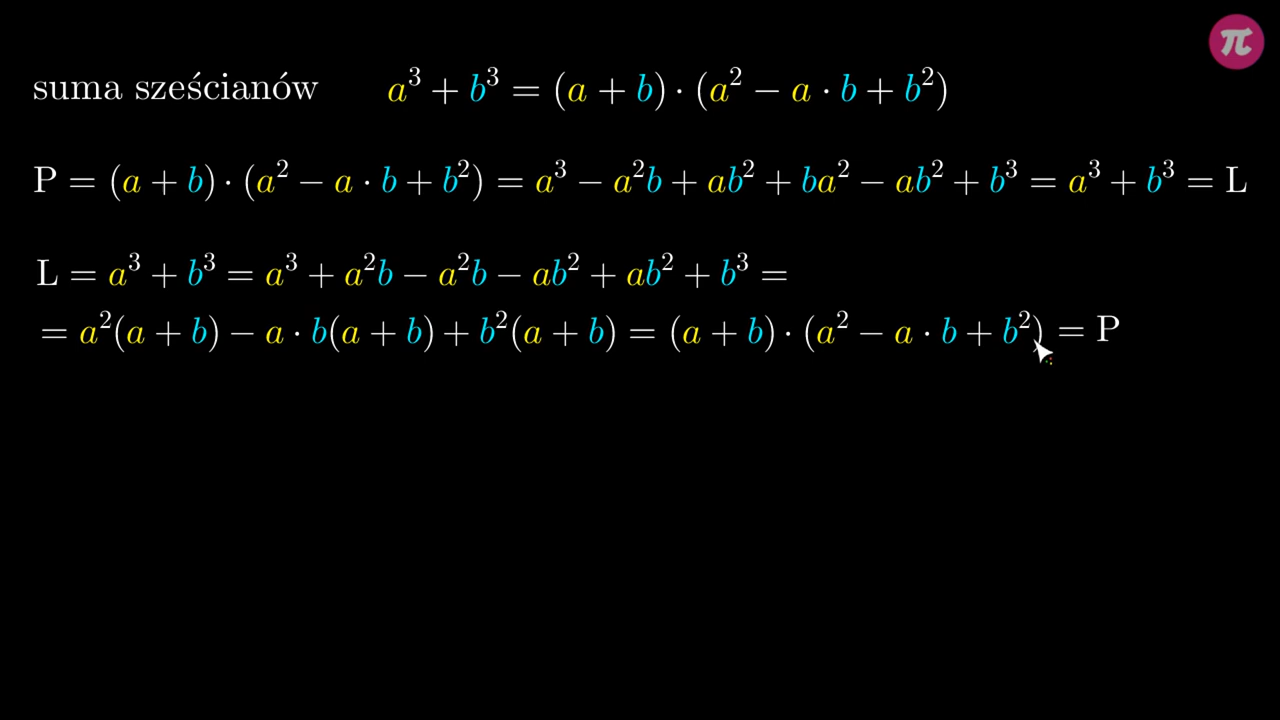 suma sześcianów a³ + b³ = (a + b) · (a² − a · b + b²)
P = (a + b) · (a² − a · b + b²) = a³ − a²b + ab² + ba² − ab² + b³ = a³ + b³ = L
L = a³ + b³ = a³ + a²b − a²b − ab² + ab² + b³ =
= a²(a + b) − a · b(a + b) + b²(a + b) = (a + b) · (a² − a · b + b²) = P
π